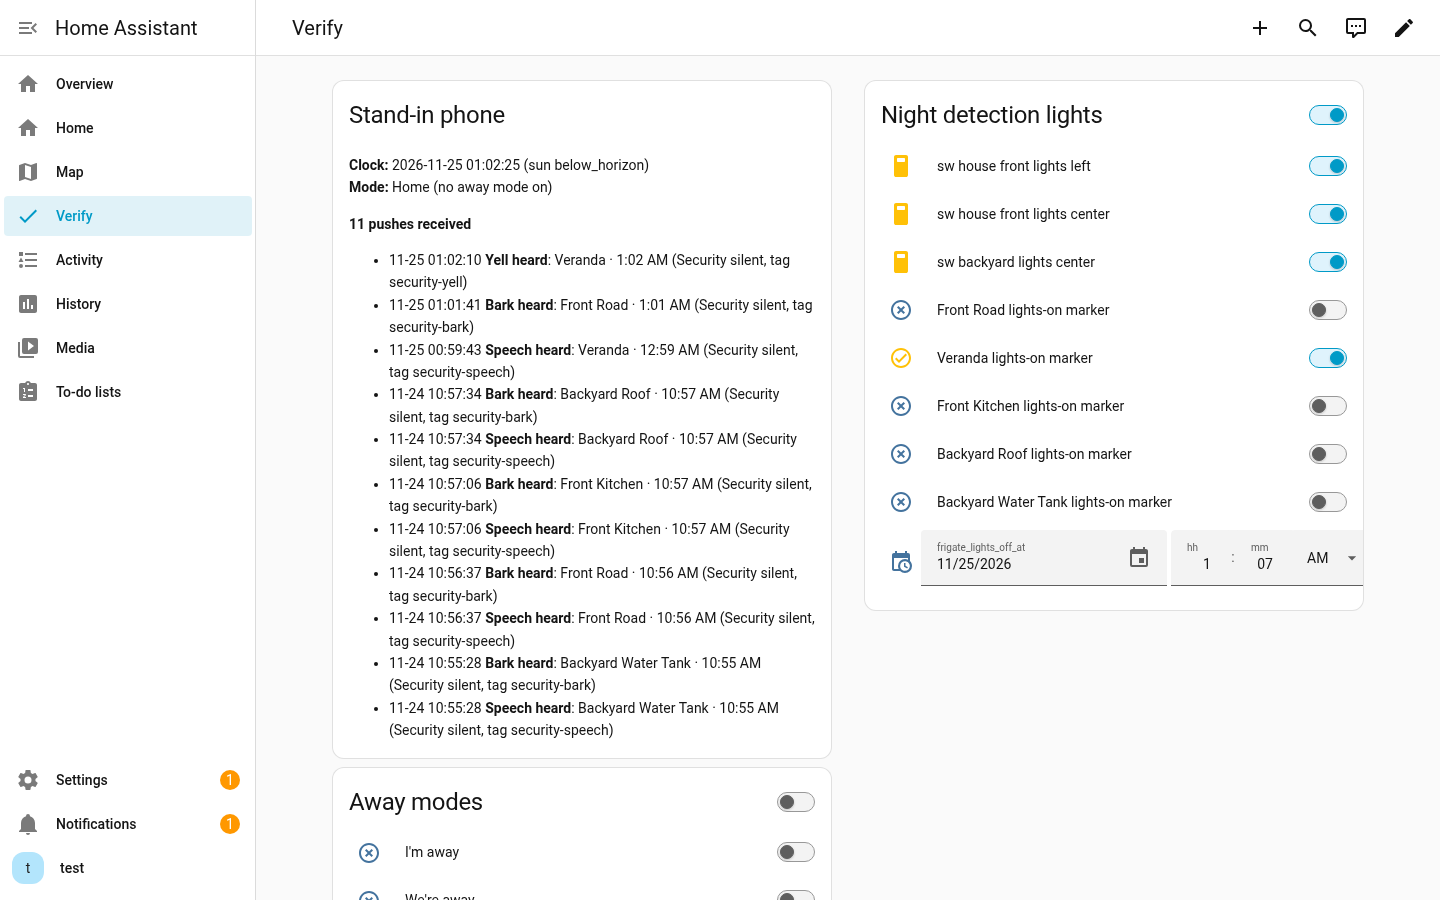 Home Assistant
Overview
Home
Map
Verify
Activity
History
Media
To-do lists
Settings
1
Notifications
1
t
test
Verify
Stand-in phone
Clock: 2026-11-25 01:02:25 (sun below_horizon)
Mode: Home (no away mode on)
11 pushes received
11-25 01:02:10 Yell heard: Veranda · 1:02 AM (Security silent, tag
security-yell)
11-25 01:01:41 Bark heard: Front Road · 1:01 AM (Security silent, tag
security-bark)
11-25 00:59:43 Speech heard: Veranda · 12:59 AM (Security silent,
tag security-speech)
11-24 10:57:34 Bark heard: Backyard Roof · 10:57 AM (Security
silent, tag security-bark)
11-24 10:57:34 Speech heard: Backyard Roof · 10:57 AM (Security
silent, tag security-speech)
11-24 10:57:06 Bark heard: Front Kitchen · 10:57 AM (Security silent,
tag security-bark)
11-24 10:57:06 Speech heard: Front Kitchen · 10:57 AM (Security
silent, tag security-speech)
11-24 10:56:37 Bark heard: Front Road · 10:56 AM (Security silent,
tag security-bark)
11-24 10:56:37 Speech heard: Front Road · 10:56 AM (Security silent,
tag security-speech)
11-24 10:55:28 Bark heard: Backyard Water Tank · 10:55 AM
(Security silent, tag security-bark)
11-24 10:55:28 Speech heard: Backyard Water Tank · 10:55 AM
(Security silent, tag security-speech)
Away modes
I'm away
We're away
Night detection lights
sw house front lights left
sw house front lights center
sw backyard lights center
Front Road lights-on marker
Veranda lights-on marker
Front Kitchen lights-on marker
Backyard Roof lights-on marker
Backyard Water Tank lights-on marker
frigate_lights_off_at
11/25/2026
hh
1
:
mm
07
AM